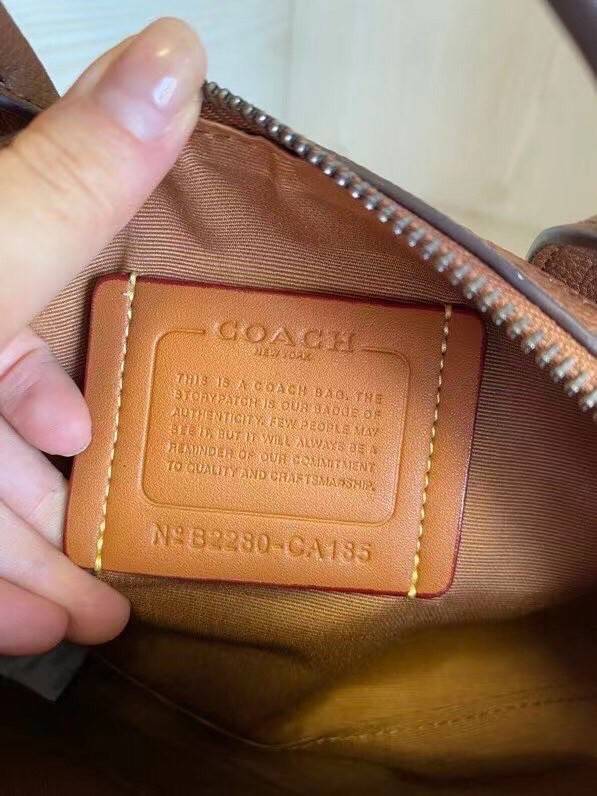 COACH
NEW YORK
THIS IS A COACH BAG. THE
STORYPATCH IS OUR BADGE OF
AUTHENTICITY. FEW PEOPLE MAY
SEE IT, BUT IT WILL ALWAYS BE A
REMINDER OF OUR COMMITMENT
TO QUALITY AND CRAFTSMANSHIP.
Nº B2230-CA135